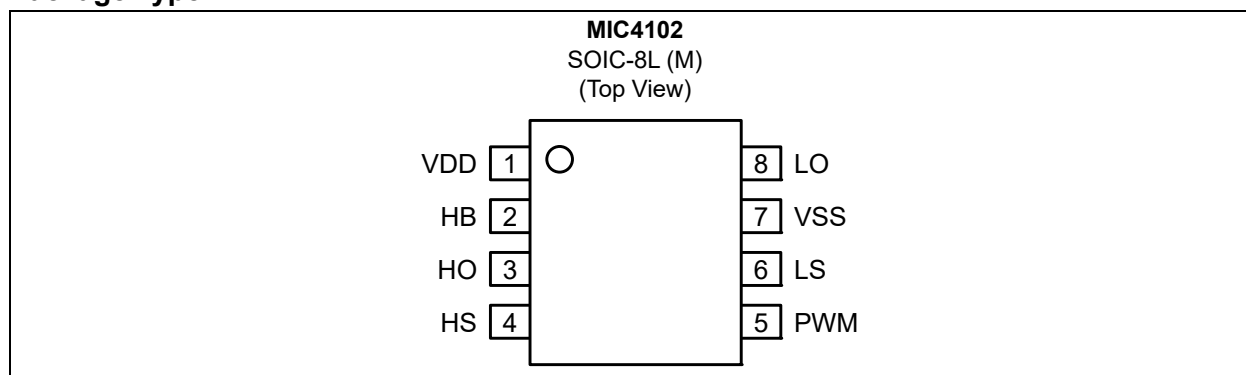 MIC4102
SOIC-8L (M)
(Top View)
VDD 1 8 LO
HB 2 7 VSS
HO 3 6 LS
HS 4 5 PWM